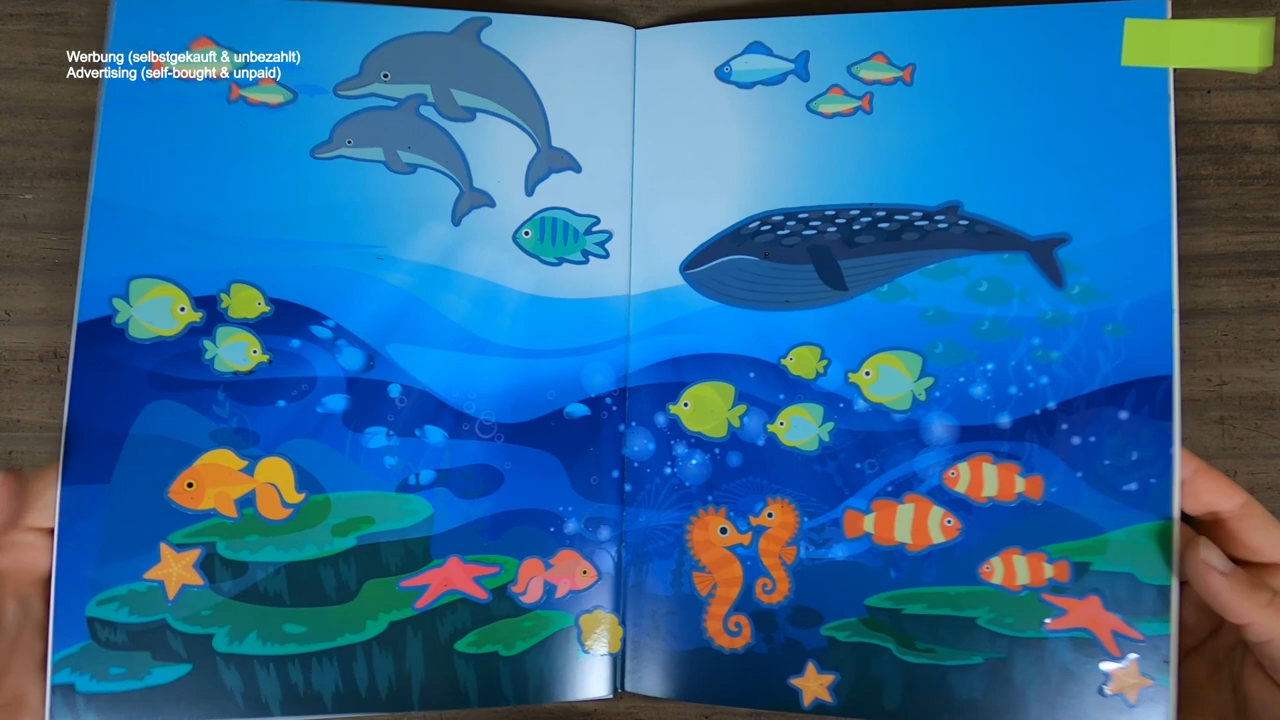 Werbung (selbstgekauft & unbezahlt)
Advertising (self-bought & unpaid)